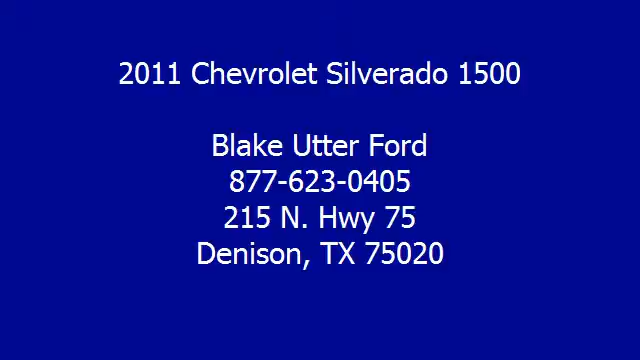 2011 Chevrolet Silverado 1500
Blake Utter Ford
877-623-0405
215 N. Hwy 75
Denison, TX 75020